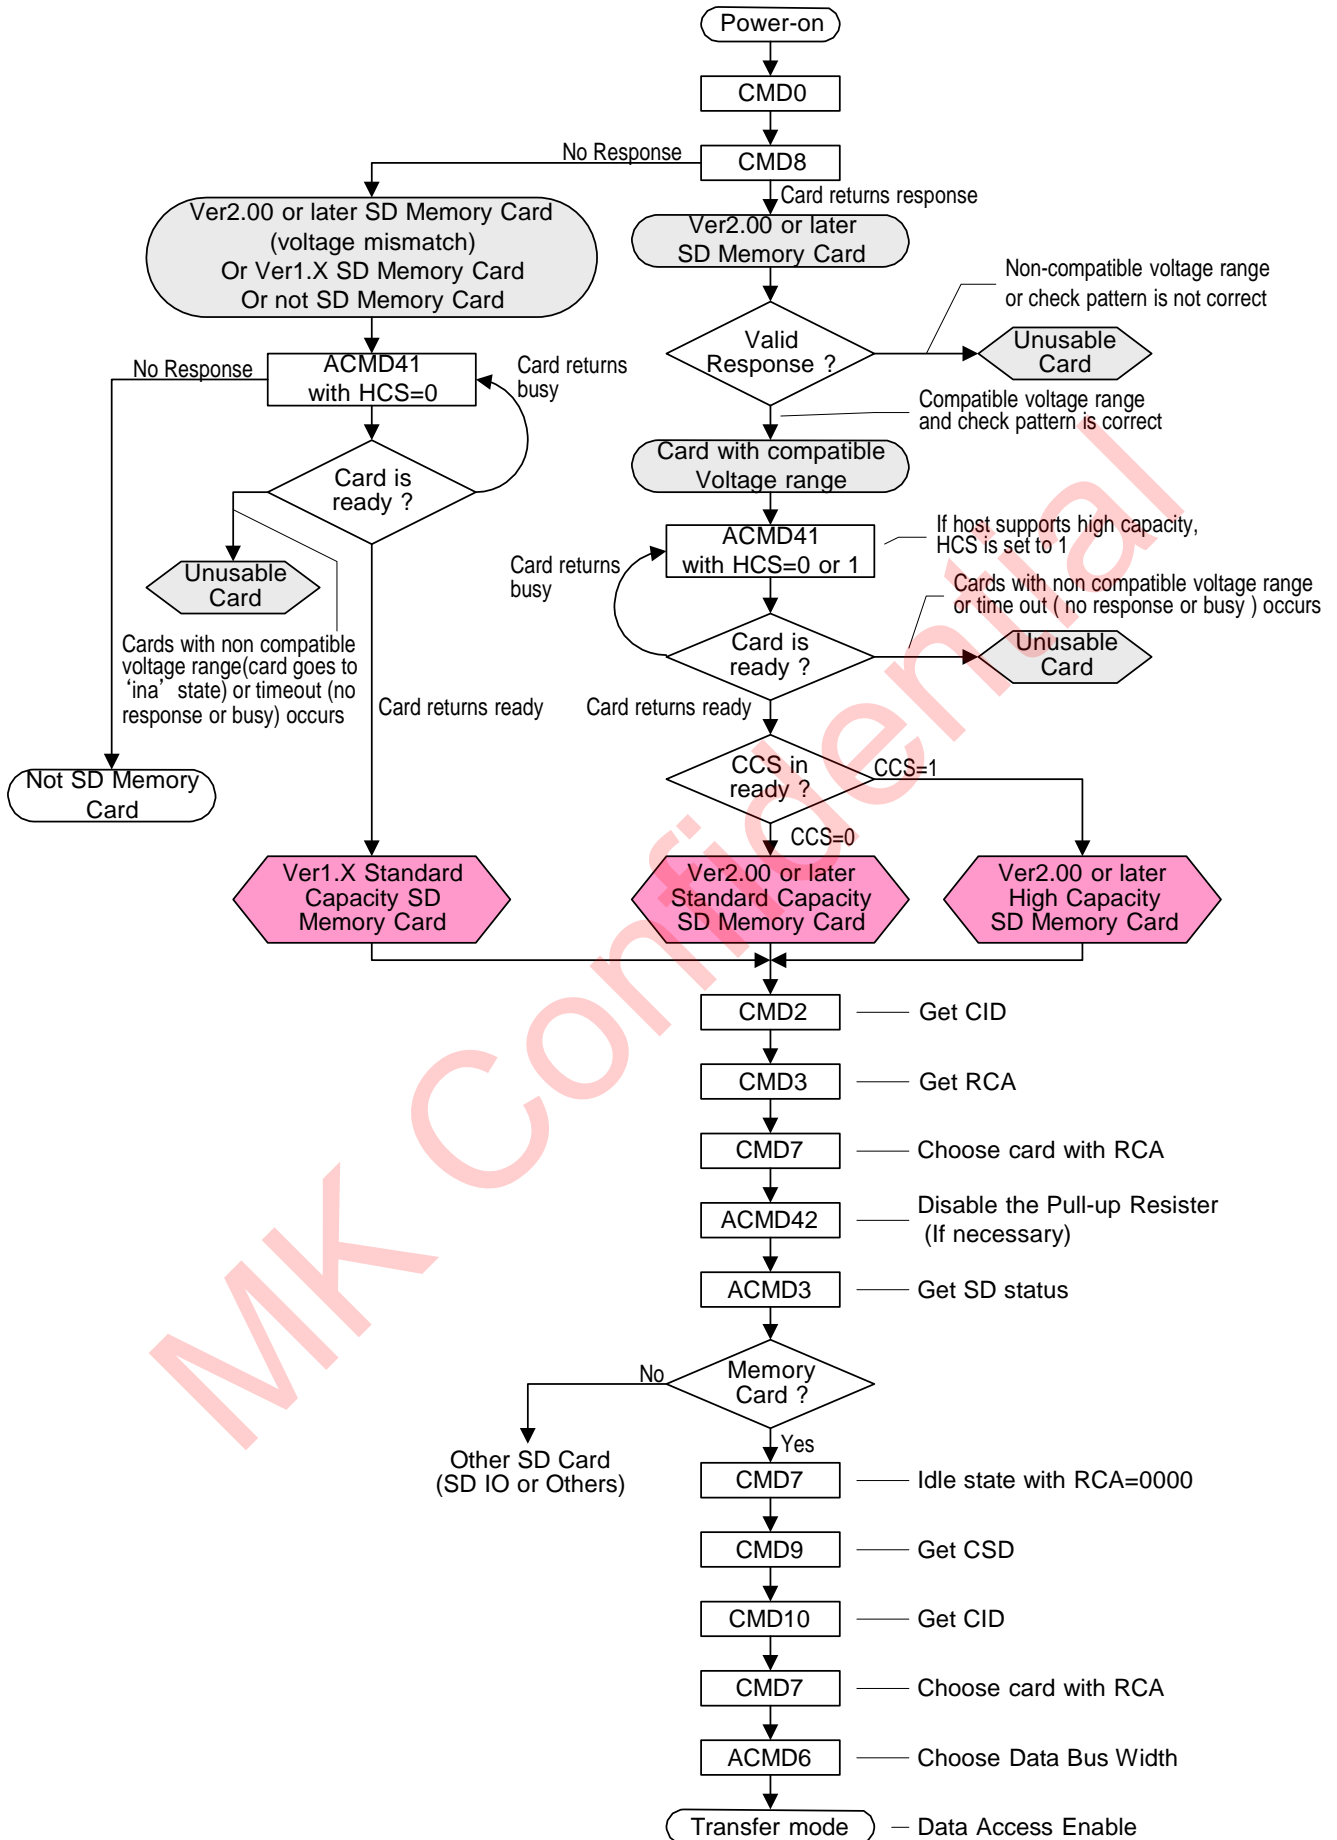 Power-on
CMD0
No Response
CMD8
Card returns response
Ver2.00 or later SD Memory Card
(voltage mismatch)
Or Ver1.X SD Memory Card
Or not SD Memory Card
Ver2.00 or later
SD Memory Card
Non-compatible voltage range
or check pattern is not correct
Valid
Response ?
Unusable
Card
No Response
ACMD41
with HCS=0
Card returns
busy
Compatible voltage range
and check pattern is correct
Card is
ready ?
Card with compatible
Voltage range
ACMD41
with HCS=0 or 1
If host supports high capacity,
HCS is set to 1
Card returns
busy
Unusable
Card
Cards with non compatible voltage range
or time out ( no response or busy ) occurs
Cards with non compatible
voltage range(card goes to
‘ina’ state) or timeout (no
response or busy) occurs
Card is
ready ?
Unusable
Card
Card returns ready
Card returns ready
Not SD Memory
Card
CCS in
ready ?
CCS=1
CCS=0
Ver1.X Standard
Capacity SD
Memory Card
Ver2.00 or later
Standard Capacity
SD Memory Card
Ver2.00 or later
High Capacity
SD Memory Card
CMD2
Get CID
CMD3
Get RCA
CMD7
Choose card with RCA
ACMD42
Disable the Pull-up Resister
(If necessary)
ACMD3
Get SD status
No
Memory
Card ?
Yes
Other SD Card
(SD IO or Others)
CMD7
Idle state with RCA=0000
CMD9
Get CSD
CMD10
Get CID
CMD7
Choose card with RCA
ACMD6
Choose Data Bus Width
Transfer mode
Data Access Enable
MK Confidential